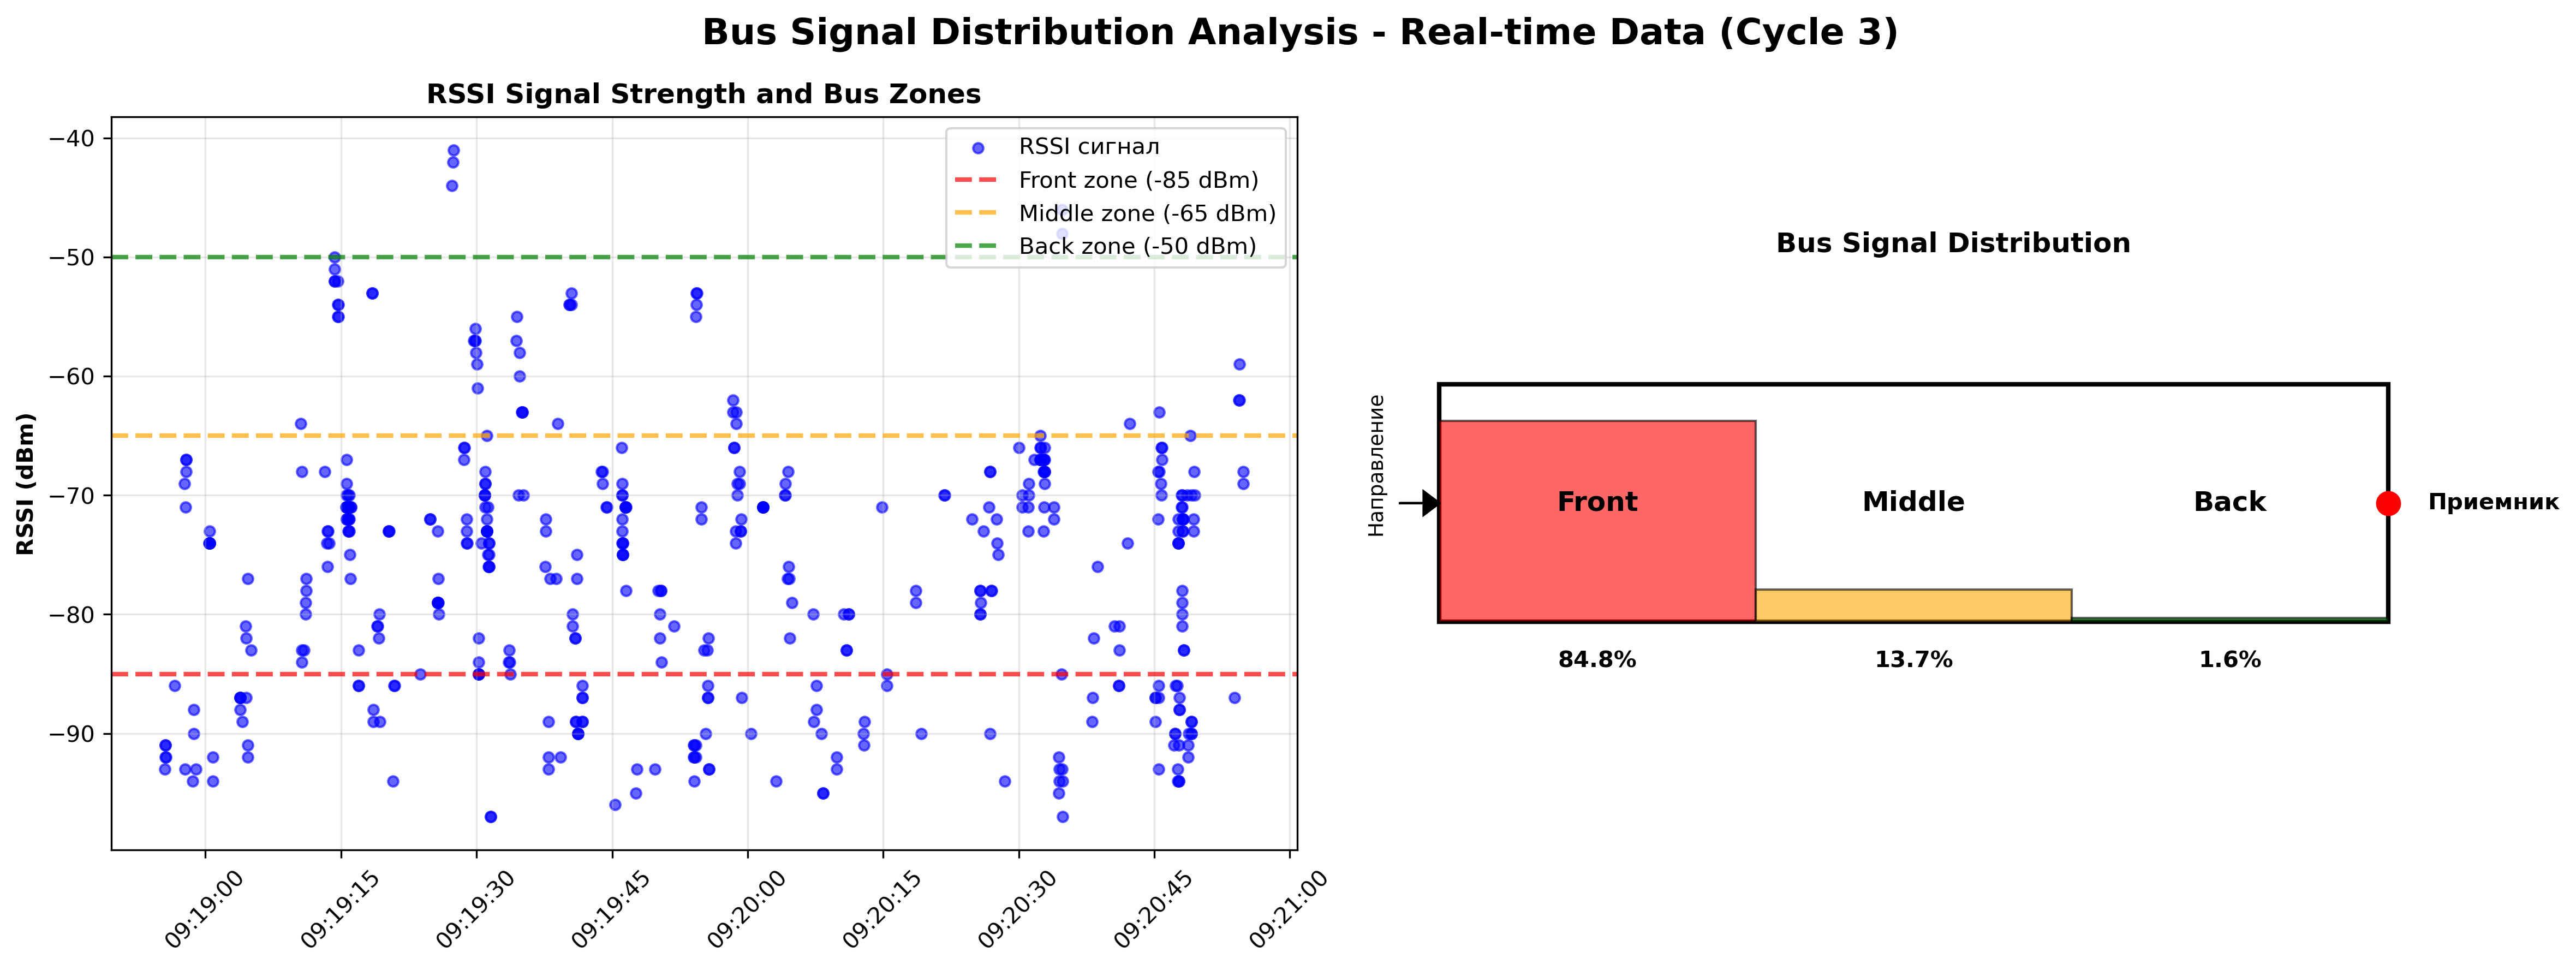 Bus Signal Distribution Analysis - Real-time Data (Cycle 3)
RSSI Signal Strength and Bus Zones
RSSI (dBm)
−40
−50
−60
−70
−80
−90
RSSI сигнал
Front zone (-85 dBm)
Middle zone (-65 dBm)
Back zone (-50 dBm)
09:19:00
09:19:15
09:19:30
09:19:45
09:20:00
09:20:15
09:20:30
09:20:45
09:21:00
Bus Signal Distribution
Направление
Front
Middle
Back
Приемник
84.8%
13.7%
1.6%